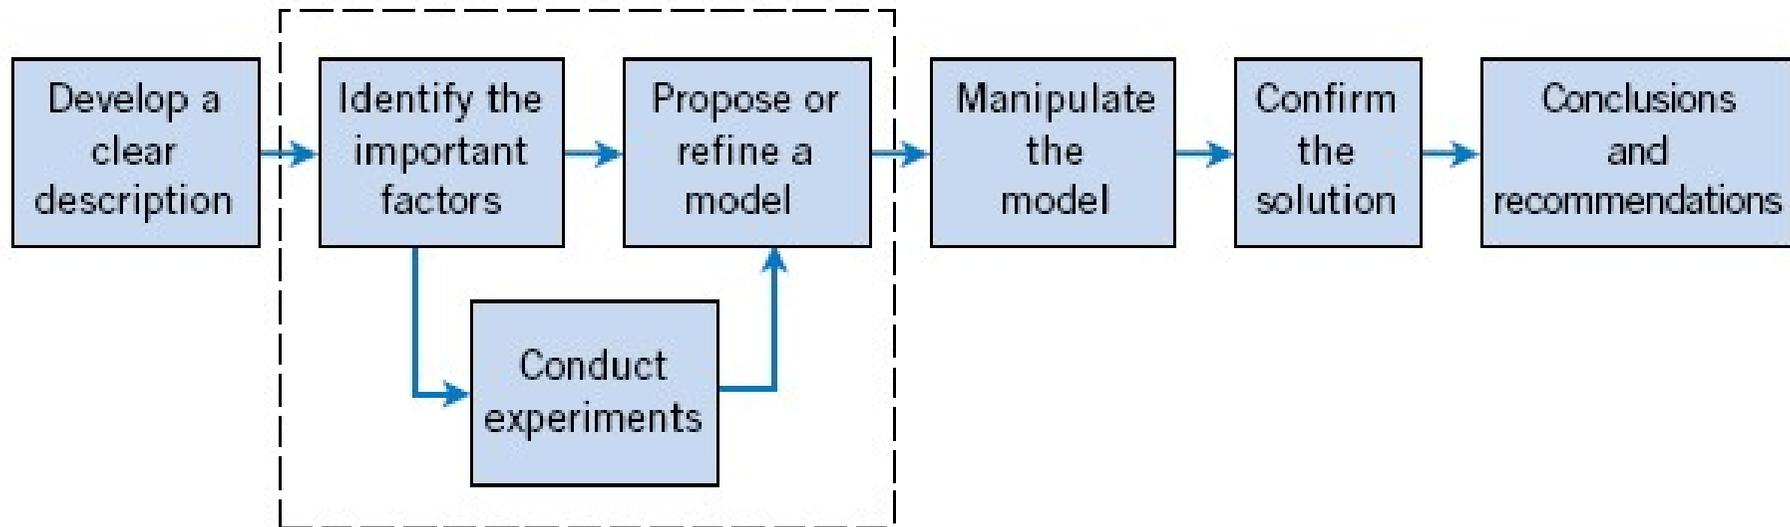 Develop a
clear
description
Identify the
important
factors
Propose or
refine a
model
Manipulate
the
model
Confirm
the
solution
Conclusions
and
recommendations
Conduct
experiments